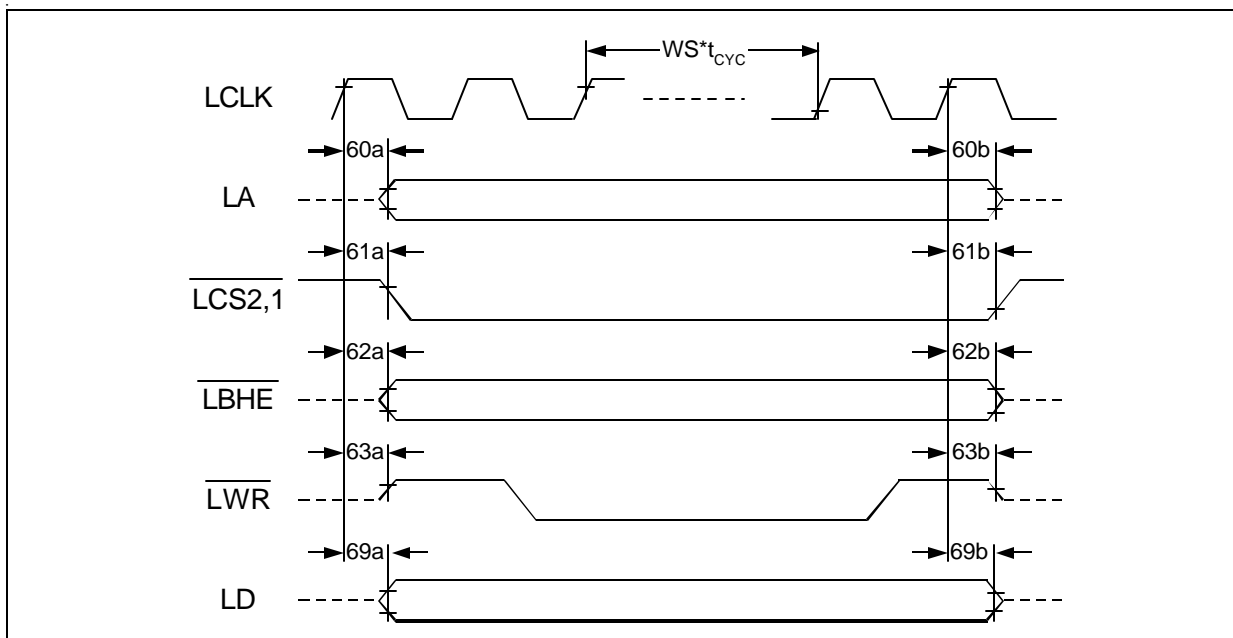 WS*tCYC
LCLK
60a 60b
LA
61a 61b
LCS2,1
62a 62b
LBHE
63a 63b
LWR
69a 69b
LD